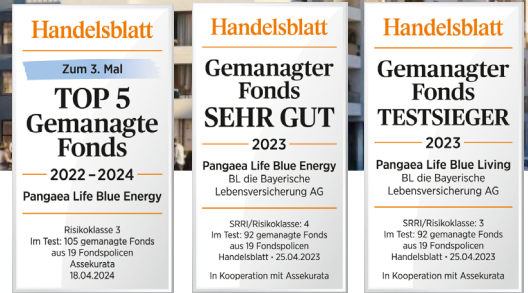 Handelsblatt
Zum 3. Mal
TOP 5
Gemanagte
Fonds
2022 – 2024
Pangaea Life Blue Energy
Risikoklasse 3
Im Test: 105 gemanagte Fonds
aus 19 Fondspolicen
Assekurata
18.04.2024
Handelsblatt
Gemanagter
Fonds
SEHR GUT
2023
Pangaea Life Blue Energy
BL die Bayerische
Lebensversicherung AG
SRRI/Risikoklasse: 4
Im Test: 92 gemanagte Fonds
aus 19 Fondspolicen
Handelsblatt • 25.04.2023
In Kooperation mit Assekurata
Handelsblatt
Gemanagter
Fonds
TESTSIEGER
2023
Pangaea Life Blue Living
BL die Bayerische
Lebensversicherung AG
SRRI/Risikoklasse: 3
Im Test: 92 gemanagte Fonds
aus 19 Fondspolicen
Handelsblatt • 25.04.2023
In Kooperation mit Assekurata